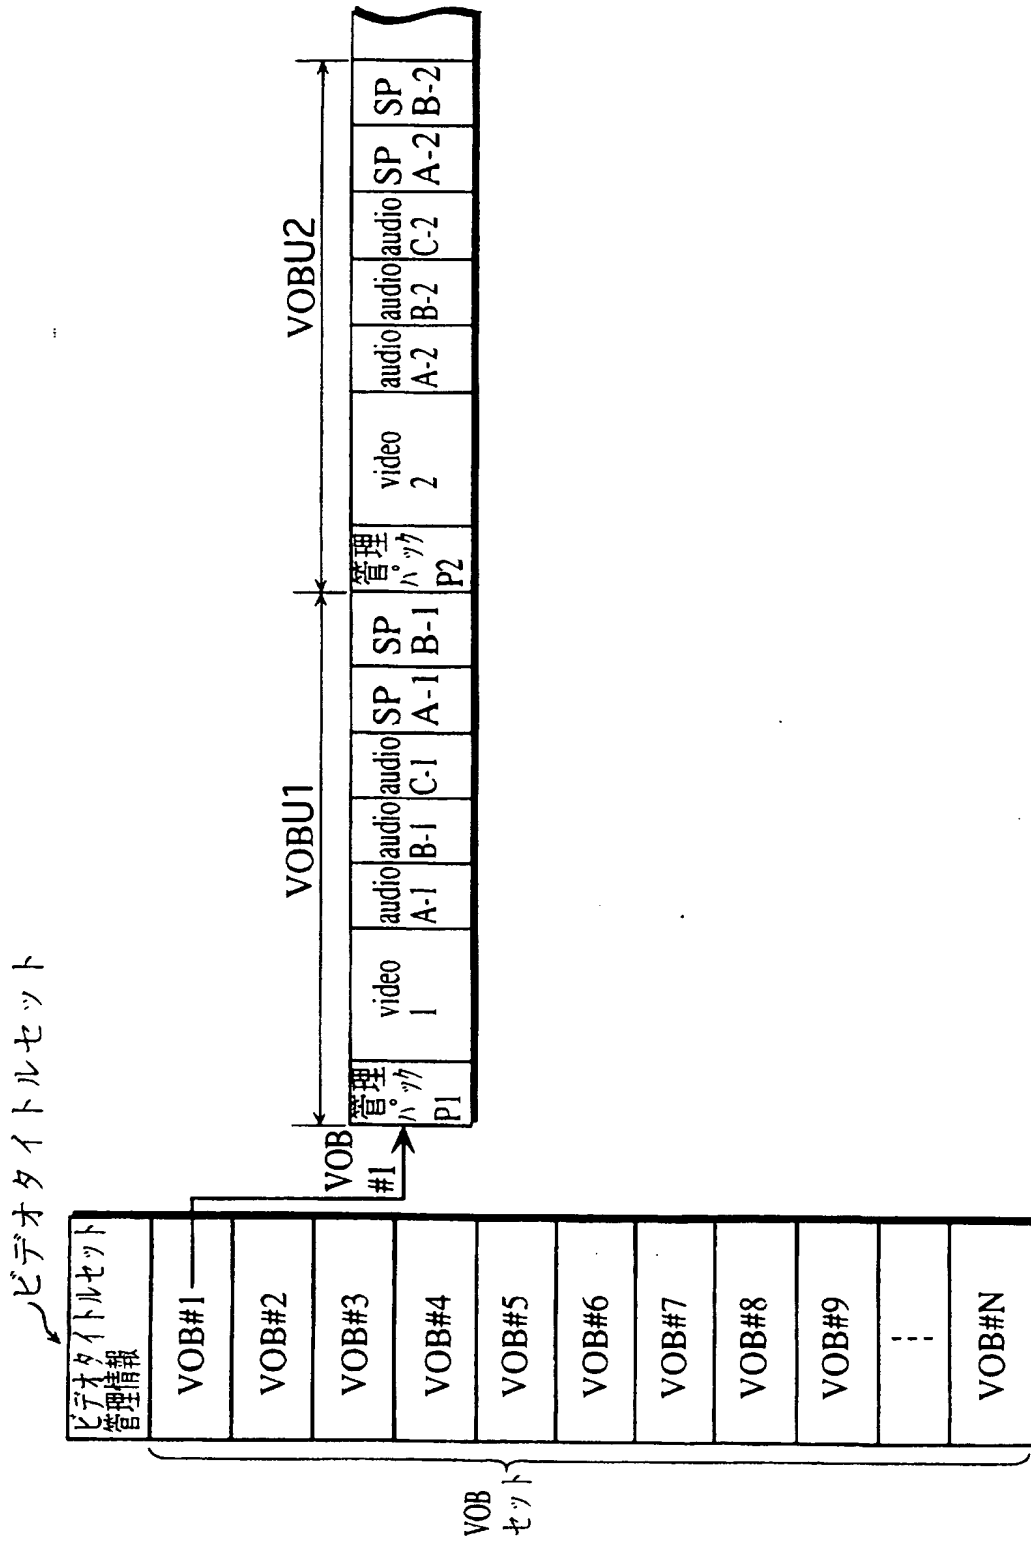 ビデオタイトルセット
ビデオタイトルセット
管理情報
VOB#1
VOB#2
VOB#3
VOB#4
VOB#5
VOB#6
VOB#7
VOB#8
VOB#9
VOB#N
VOB
セット
VOB
#1
VOBU1
VOBU2
管理
パック
P1
video
1
audio
A-1
audio
B-1
audio
C-1
SP
A-1
SP
B-1
管理
パック
P2
video
2
audio
A-2
audio
B-2
audio
C-2
SP
A-2
SP
B-2